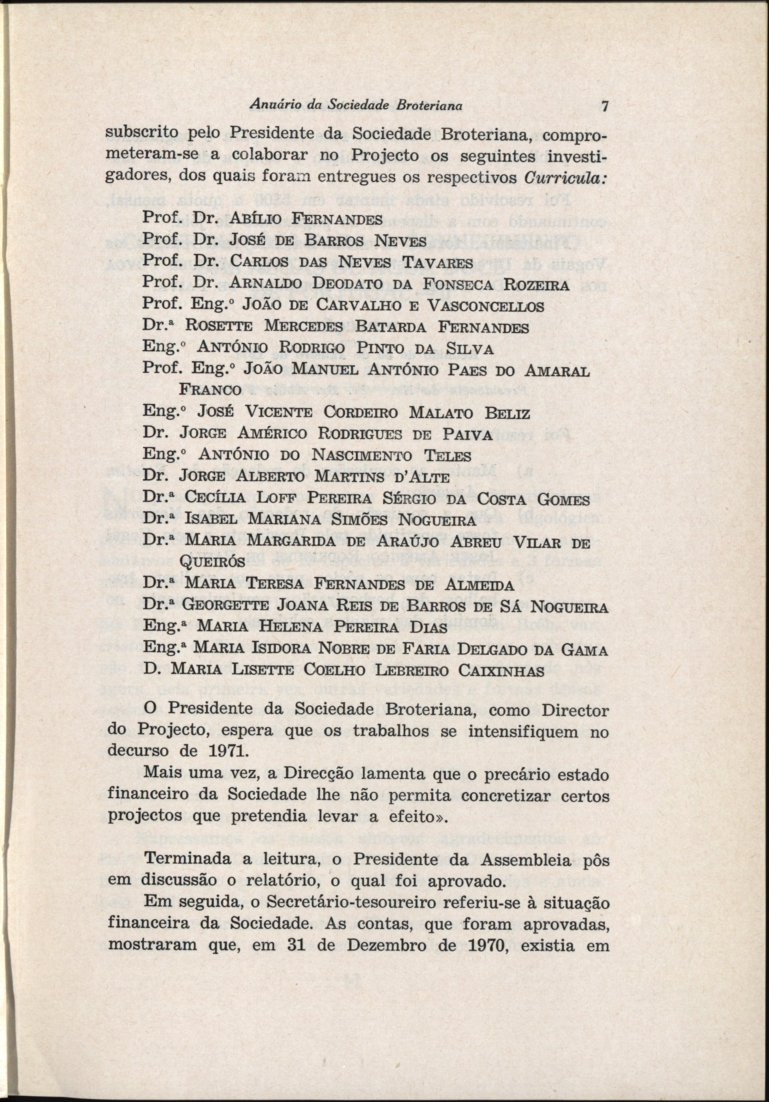 Anuário da Sociedade Broteriana 7
subscrito pelo Presidente da Sociedade Broteriana, compro-
meteram-se a colaborar no Projecto os seguintes investi-
gadores, dos quais foram entregues os respectivos Curricula:
Prof. Dr. ABÍLIO FERNANDES
Prof. Dr. JOSÉ DE BARROS NEVES
Prof. Dr. CARLOS DAS NEVES TAVARES
Prof. Dr. ARNALDO DEODATO DA FONSECA ROZEIRA
Prof. Eng.º JOÃO DE CARVALHO E VASCONCELLOS
Dr.ª ROSETTE MERCEDES BATARDA FERNANDES
Eng.º ANTÓNIO RODRIGO PINTO DA SILVA
Prof. Eng.º JOÃO MANUEL ANTÓNIO PAES DO AMARAL
FRANCO
Eng.º JOSÉ VICENTE CORDEIRO MALATO BELIZ
Dr. JORGE AMÉRICO RODRIGUES DE PAIVA
Eng.º ANTÓNIO DO NASCIMENTO TELES
Dr. JORGE ALBERTO MARTINS D'ALTE
Dr.ª CECÍLIA LOFF PEREIRA SÉRGIO DA COSTA GOMES
Dr.ª ISABEL MARIANA SIMÕES NOGUEIRA
Dr.ª MARIA MARGARIDA DE ARAÚJO ABREU VILAR DE
QUEIRÓS
Dr.ª MARIA TERESA FERNANDES DE ALMEIDA
Dr.ª GEORGETTE JOANA REIS DE BARROS DE SÁ NOGUEIRA
Eng.ª MARIA HELENA PEREIRA DIAS
Eng.ª MARIA ISIDORA NOBRE DE FARIA DELGADO DA GAMA
D. MARIA LISETTE COELHO LEBREIRO CAIXINHAS
O Presidente da Sociedade Broteriana, como Director
do Projecto, espera que os trabalhos se intensifiquem no
decurso de 1971.
Mais uma vez, a Direcção lamenta que o precário estado
financeiro da Sociedade lhe não permita concretizar certos
projectos que pretendia levar a efeito».
Terminada a leitura, o Presidente da Assembleia pôs
em discussão o relatório, o qual foi aprovado.
Em seguida, o Secretário-tesoureiro referiu-se à situação
financeira da Sociedade. As contas, que foram aprovadas,
mostraram que, em 31 de Dezembro de 1970, existia em